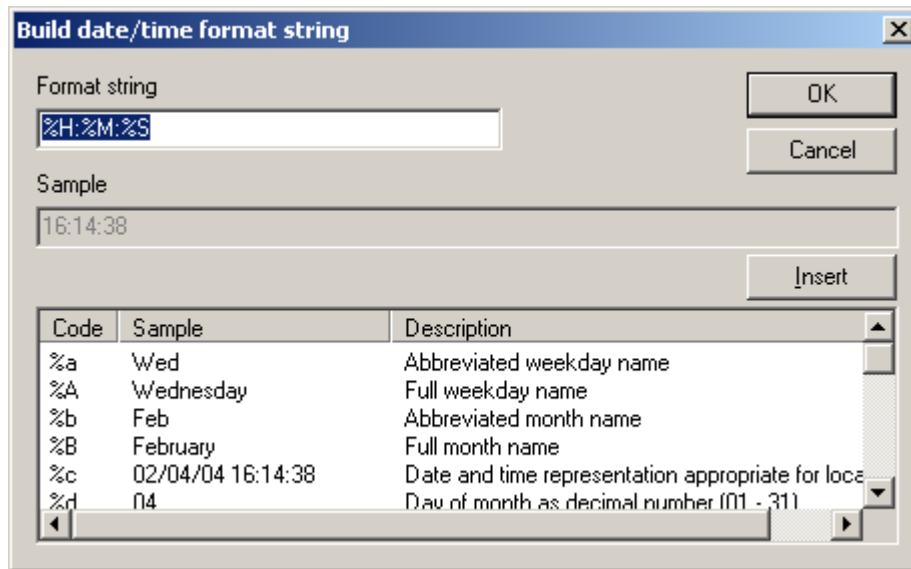 Build date/time format string
Format string
OK
%H:%M:%S
Cancel
Sample
16:14:38
Insert
Code Sample Description
%a Wed Abbreviated weekday name
%A Wednesday Full weekday name
%b Feb Abbreviated month name
%B February Full month name
%c 02/04/04 16:14:38 Date and time representation appropriate for loca
%d 04 Day of month as decimal number (01 - 31)